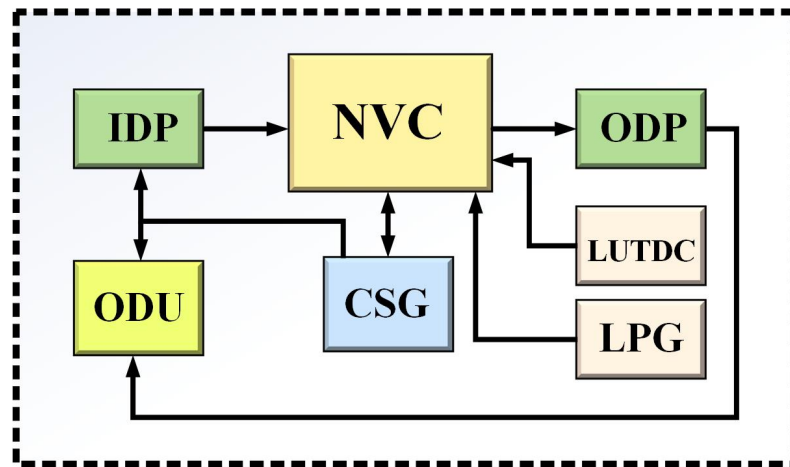 IDP
NVC
ODP
LUTDC
ODU
CSG
LPG